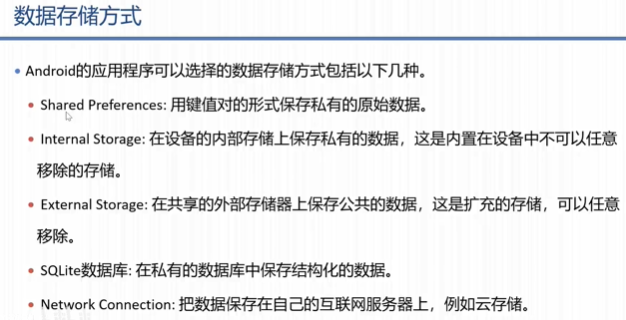 数据存储方式
Android的应用程序可以选择的数据存储方式包括以下几种。
Shared Preferences: 用键值对的形式保存私有的原始数据。
Internal Storage: 在设备的内部存储上保存私有的数据，这是内置在设备中不可以任意
移除的存储。
External Storage: 在共享的外部存储器上保存公共的数据，这是扩充的存储，可以任意
移除。
SQLite数据库: 在私有的数据库中保存结构化的数据。
Network Connection: 把数据保存在自己的互联网服务器上，例如云存储。